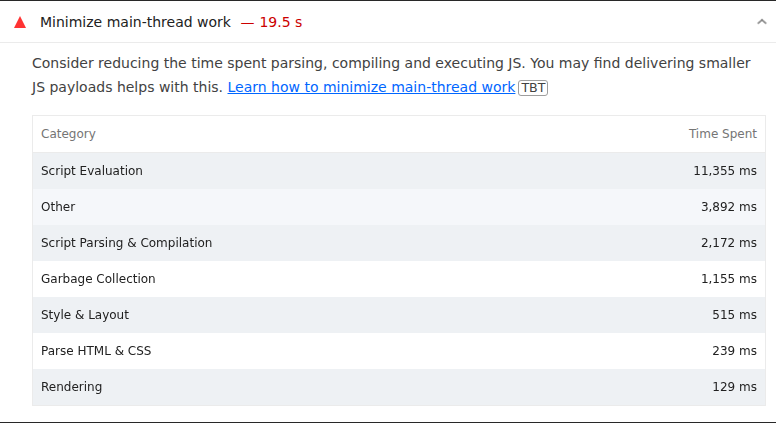 Minimize main-thread work — 19.5 s
Consider reducing the time spent parsing, compiling and executing JS. You may find delivering smaller
JS payloads helps with this. Learn how to minimize main-thread work TBT
Category Time Spent
Script Evaluation 11,355 ms
Other 3,892 ms
Script Parsing & Compilation 2,172 ms
Garbage Collection 1,155 ms
Style & Layout 515 ms
Parse HTML & CSS 239 ms
Rendering 129 ms